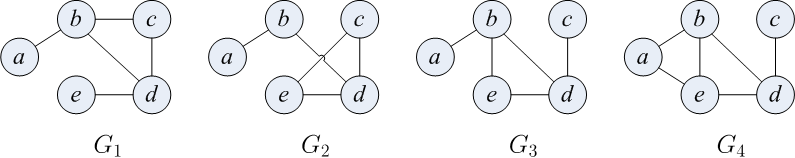 b c b c b c b c
a a a a
e d e d e d e d
G₁ G₂ G₃ G₄